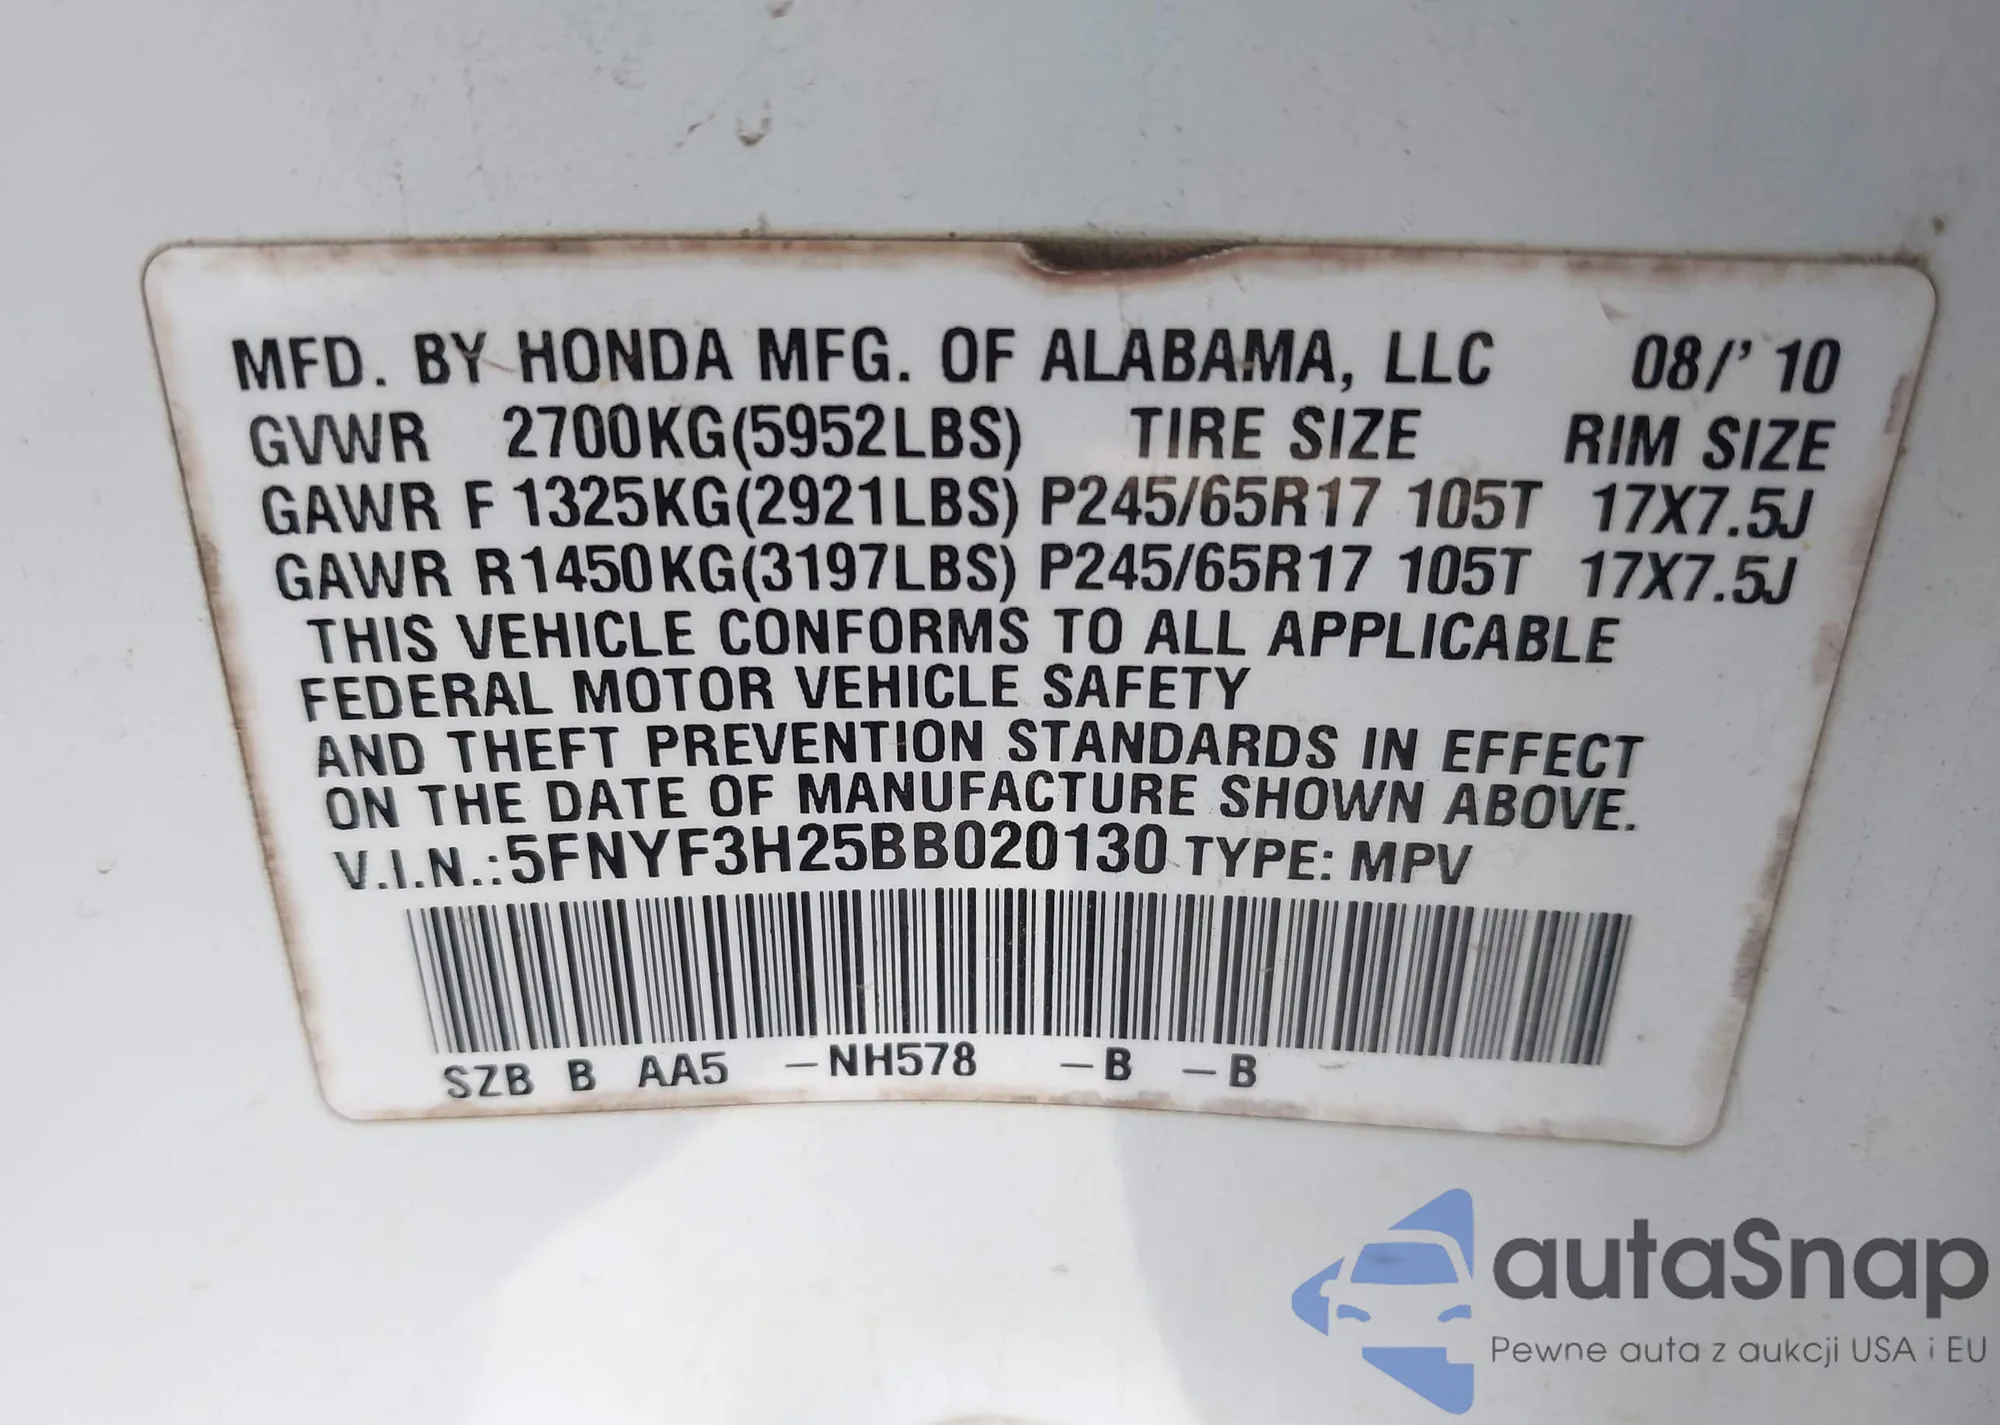 MFD. BY HONDA MFG. OF ALABAMA, LLC 08/' 10
GVWR 2700KG(5952LBS) TIRE SIZE RIM SIZE
GAWR F 1325KG(2921LBS) P245/65R17 105T 17X7.5J
GAWR R1450KG(3197LBS) P245/65R17 105T 17X7.5J
THIS VEHICLE CONFORMS TO ALL APPLICABLE
FEDERAL MOTOR VEHICLE SAFETY
AND THEFT PREVENTION STANDARDS IN EFFECT
ON THE DATE OF MANUFACTURE SHOWN ABOVE.
V.I.N.:5FNYF3H25BB020130 TYPE: MPV
SZB B AA5 –NH578 –B –B
autaSnap
Pewne auta z aukcji USA i EU